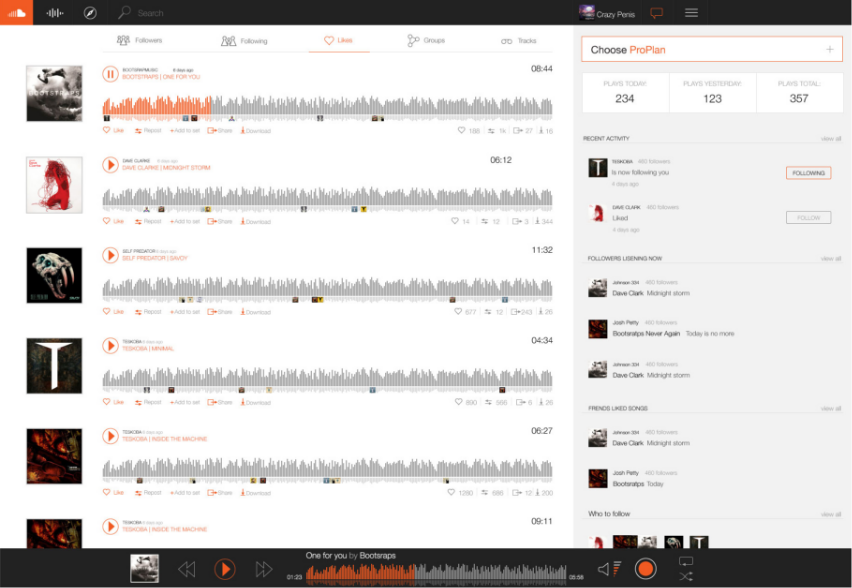 Search
Crazy Penis
Followers
Following
Likes
Groups
Tracks
6 days ago
08:44
BOOTSTRAPS | ONE FOR YOU
BOOTSTRAPS
Like Repost +Add to set Share Download
188 1k 27 16
DAVE CLARKE 6 days ago
06:12
DAVE CLARKE | MIDNIGHT STORM
Like Repost +Add to set Share Download
14 12 3 344
SELF PREDATOR 6 days ago
11:32
SELF PREDATOR | SAVOY
Like Repost +Add to set Share Download
677 12 243 26
TESKOBA 6 days ago
04:34
TESKOBA | MINIMAL
Like Repost +Add to set Share Download
890 566 6 26
TESKOBA 6 days ago
06:27
TESKOBA | INSIDE THE MACHINE
Like Repost +Add to set Share Download
1280 686 12 200
TESKOBA 6 days ago
09:11
TESKOBA | INSIDE THE MACHINE
Choose ProPlan +
PLAYS TODAY:
234
PLAYS YESTERDAY:
123
PLAYS TOTAL:
357
RECENT ACTIVITY view all
TESKOBA 460 followers
Is now following you
4 days ago
FOLLOWING
DAVE CLARK 460 followers
Liked
4 days ago
FOLLOW
FOLLOWERS LISENING NOW view all
Johnson 334 460 followers
Dave Clark Midnight storm
Josh Petty 460 followers
Bootsratps Never Again Today is no more
Johnson 334 460 followers
Dave Clark Midnight storm
FRENDS LIKED SONGS view all
Johnson 334 460 followers
Dave Clark Midnight storm
Josh Petty 460 followers
Bootsratps Today
Who to follow view all
One for you by Bootsraps
01:23
05:58